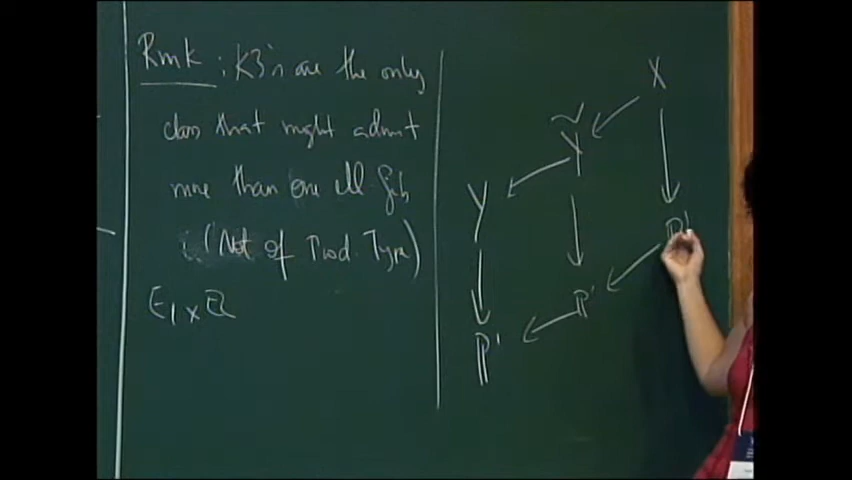 Rmk : K3's are the only
class that might admit
more than one ell. fib.
(Not of Prod. Type)
E₁ × E₂
X
Ỹ
Y
ℙ¹
ℙ¹
ℙ¹